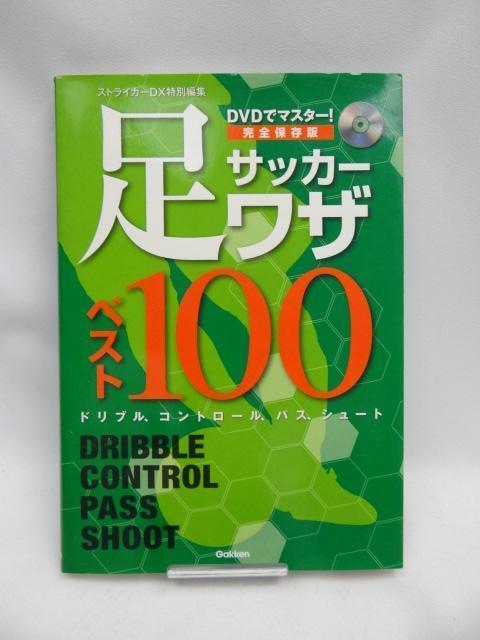 ストライカーDX特別編集
DVDでマスター!
完全保存版
足
サッカー
ワザ
ベスト100
ドリブル、コントロール、パス、シュート
DRIBBLE
CONTROL
PASS
SHOOT
Gakken